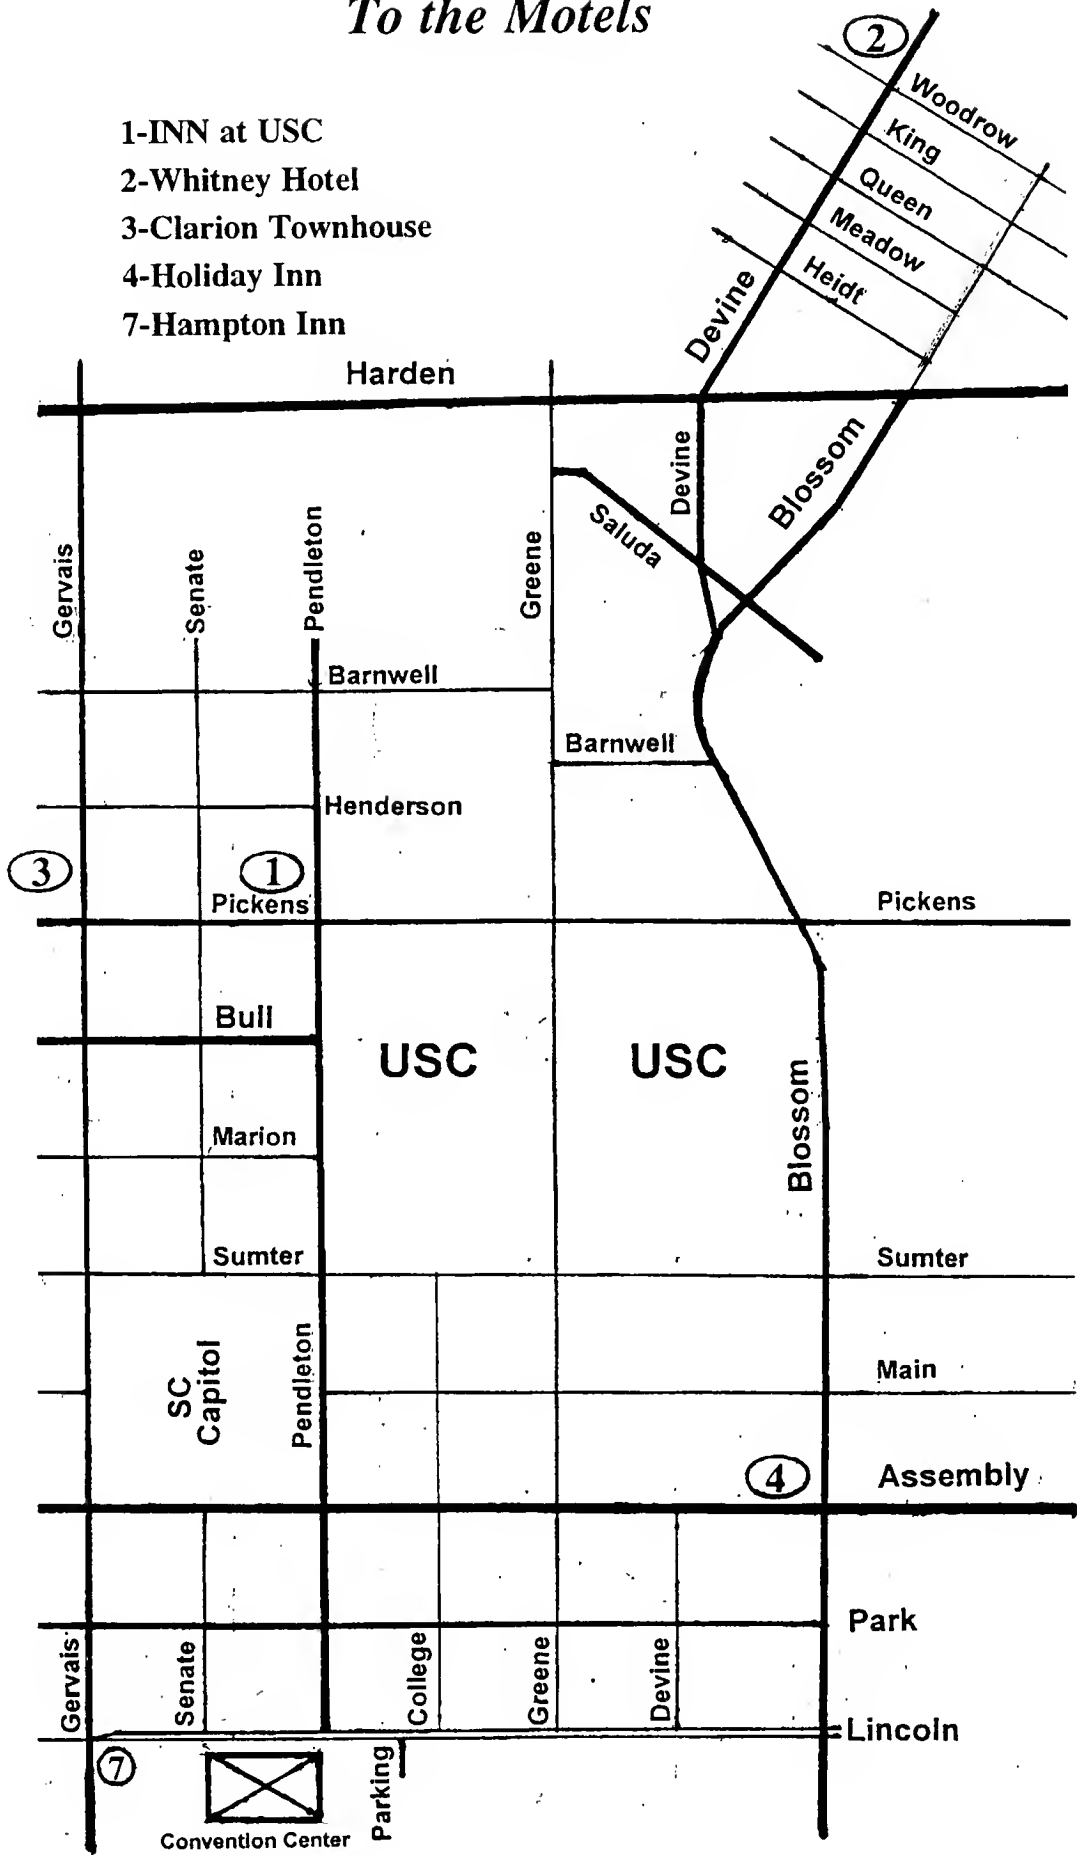 To the Motels
2
Woodrow
King
Queen
Meadow
Heidt
1-INN at USC
2-Whitney Hotel
3-Clarion Townhouse
4-Holiday Inn
7-Hampton Inn
Devine
Harden
Devine
Blossom
Saluda
Gervais
Senate
Pendleton
Greene
Barnwell
Barnwell
Henderson
3
1
Pickens
Pickens
Bull
USC
USC
Marion
Blossom
Sumter
Sumter
SC
Capitol
Pendleton
Main
4
Assembly
Park
Gervais
Senate
College
Greene
Devine
Lincoln
7
Parking
Convention Center